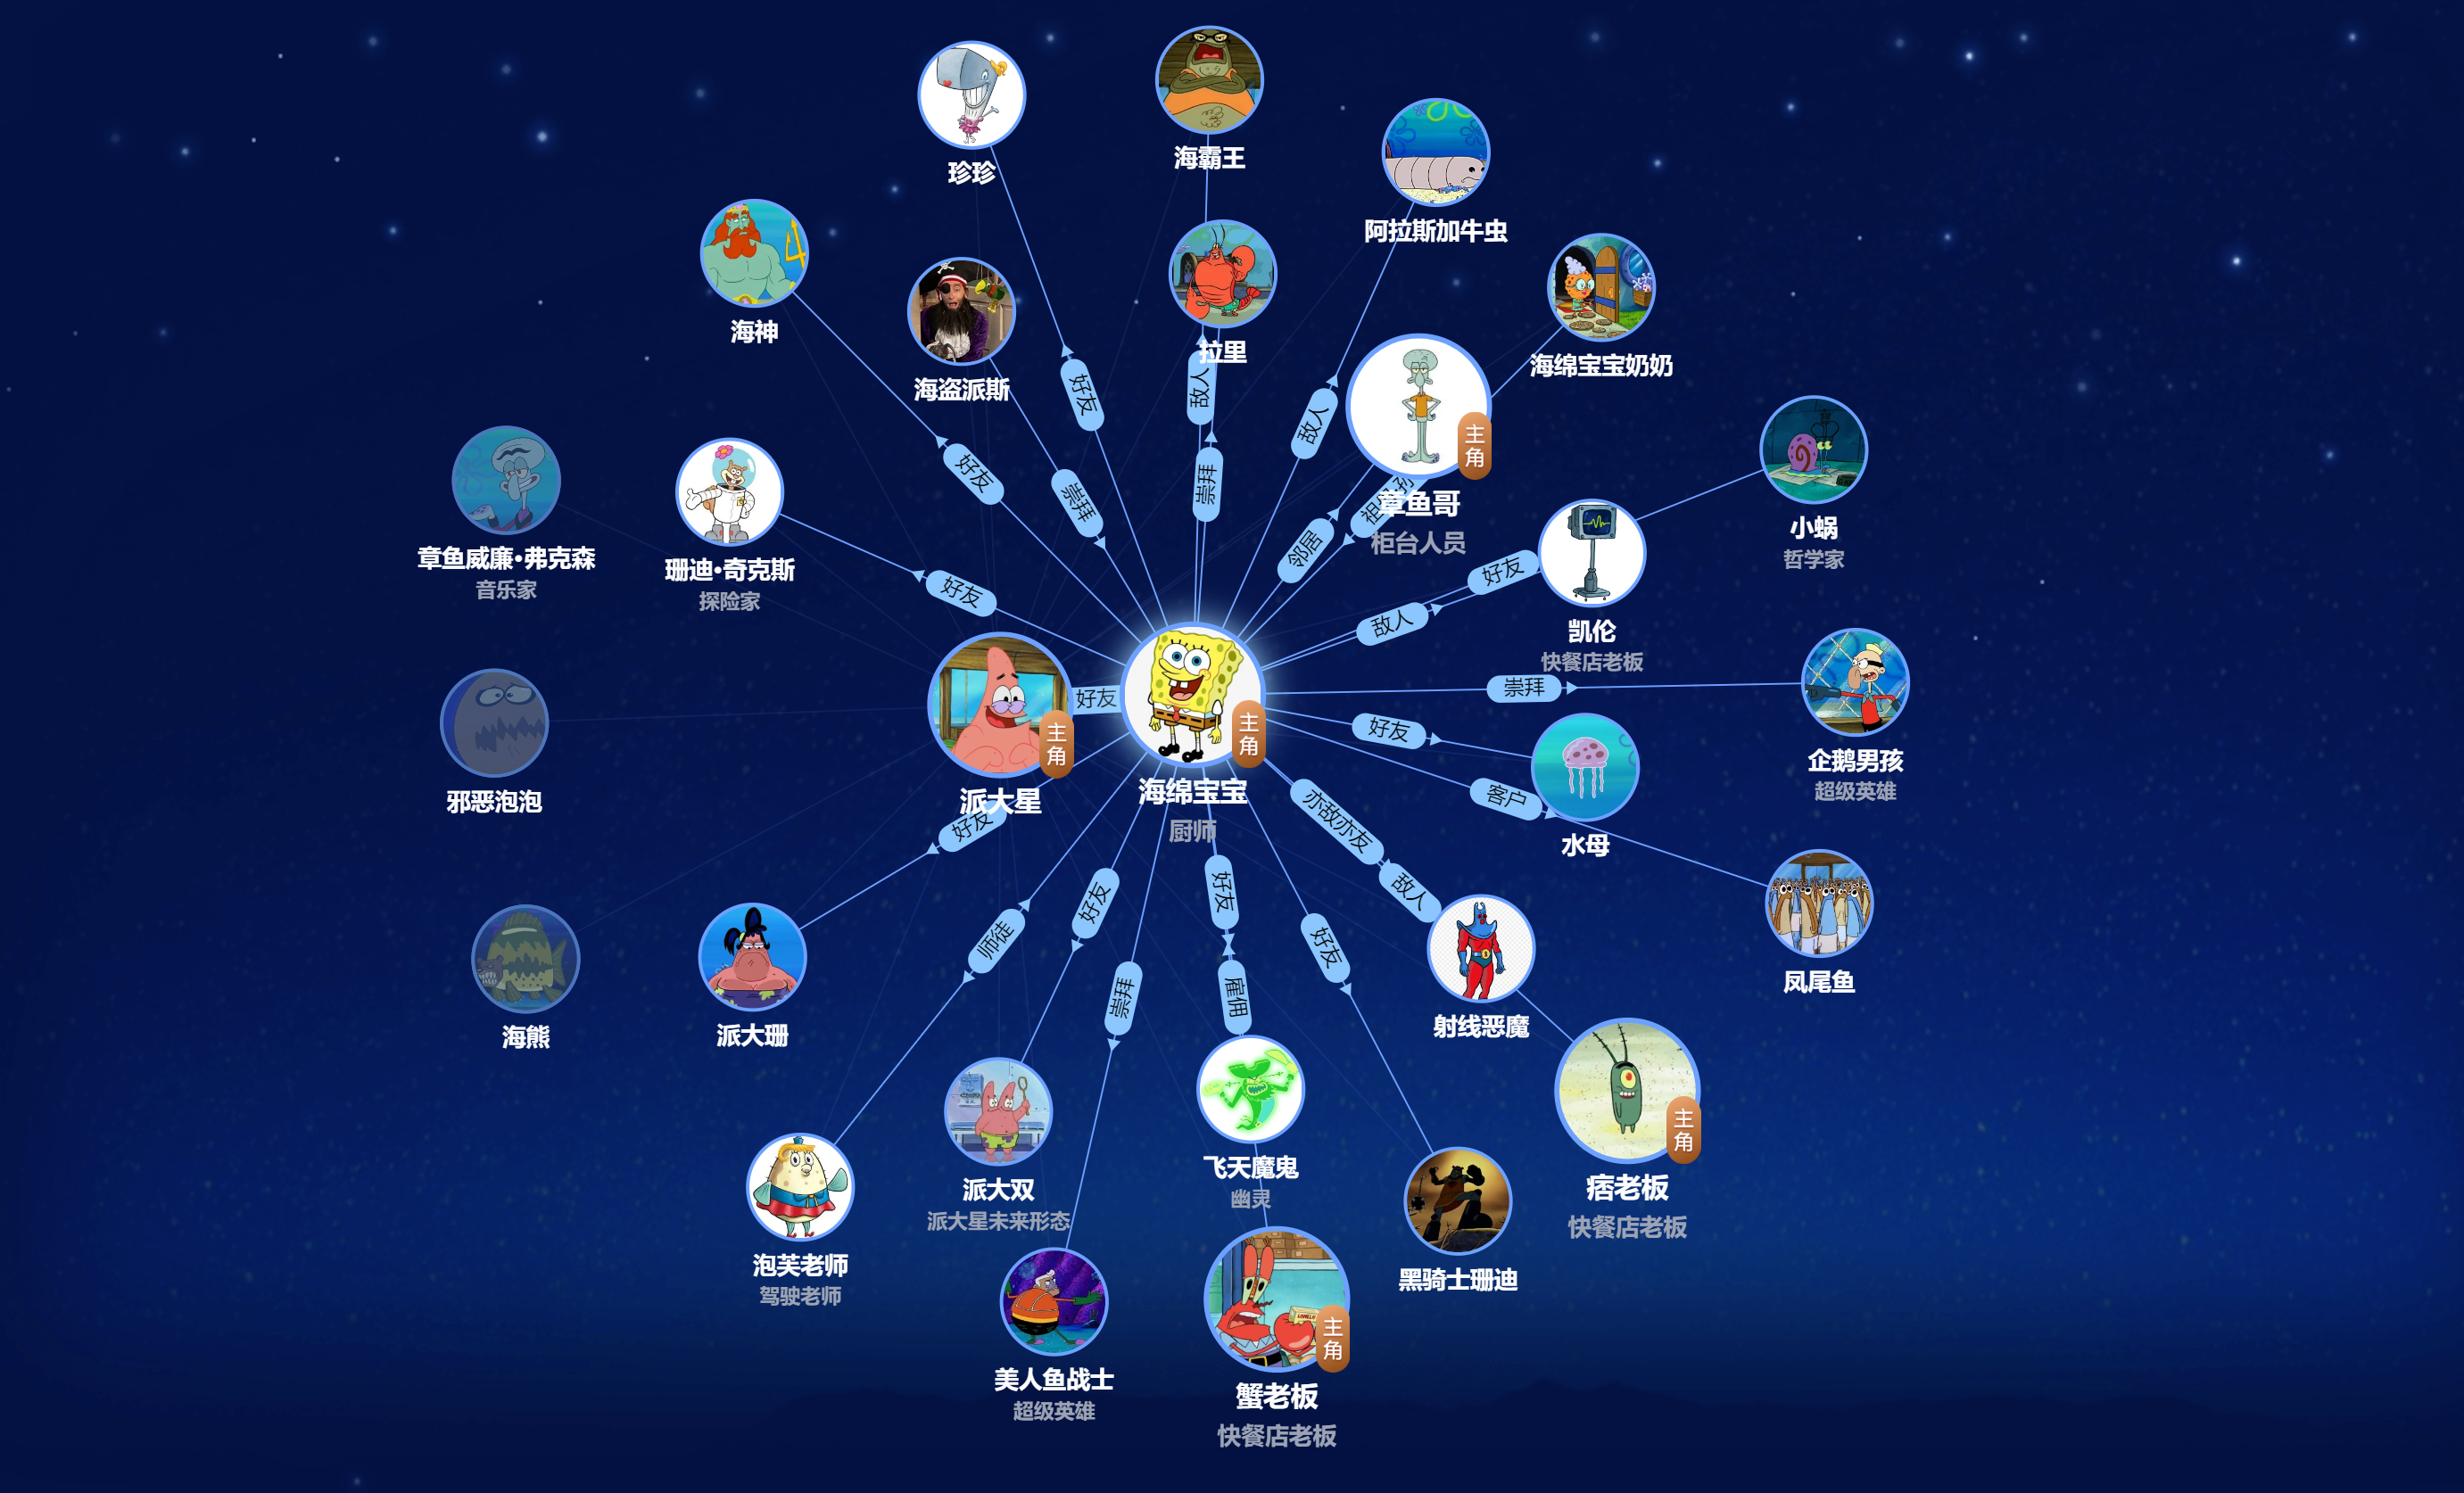 珍珍
海霸王
阿拉斯加牛虫
海神
海盗派斯
拉里
海绵宝宝奶奶
好友
敌人
敌人
崇拜
好友
崇拜
主角
章鱼哥
柜台人员
邻居
小蜗
哲学家
章鱼威廉·弗克森
音乐家
珊迪·奇克斯
探险家
好友
好友
敌人
凯伦
快餐店老板
好友
主角
主角
崇拜
企鹅男孩
超级英雄
邪恶泡泡
派大星
好友
海绵宝宝
厨师
好友
客户
水母
亦敌亦友
敌人
凤尾鱼
海熊
派大珊
师徒
好友
崇拜
好友
雇佣
好友
射线恶魔
主角
痞老板
快餐店老板
泡芙老师
驾驶老师
派大双
派大星未来形态
飞天魔鬼
幽灵
黑骑士珊迪
美人鱼战士
超级英雄
主角
蟹老板
快餐店老板